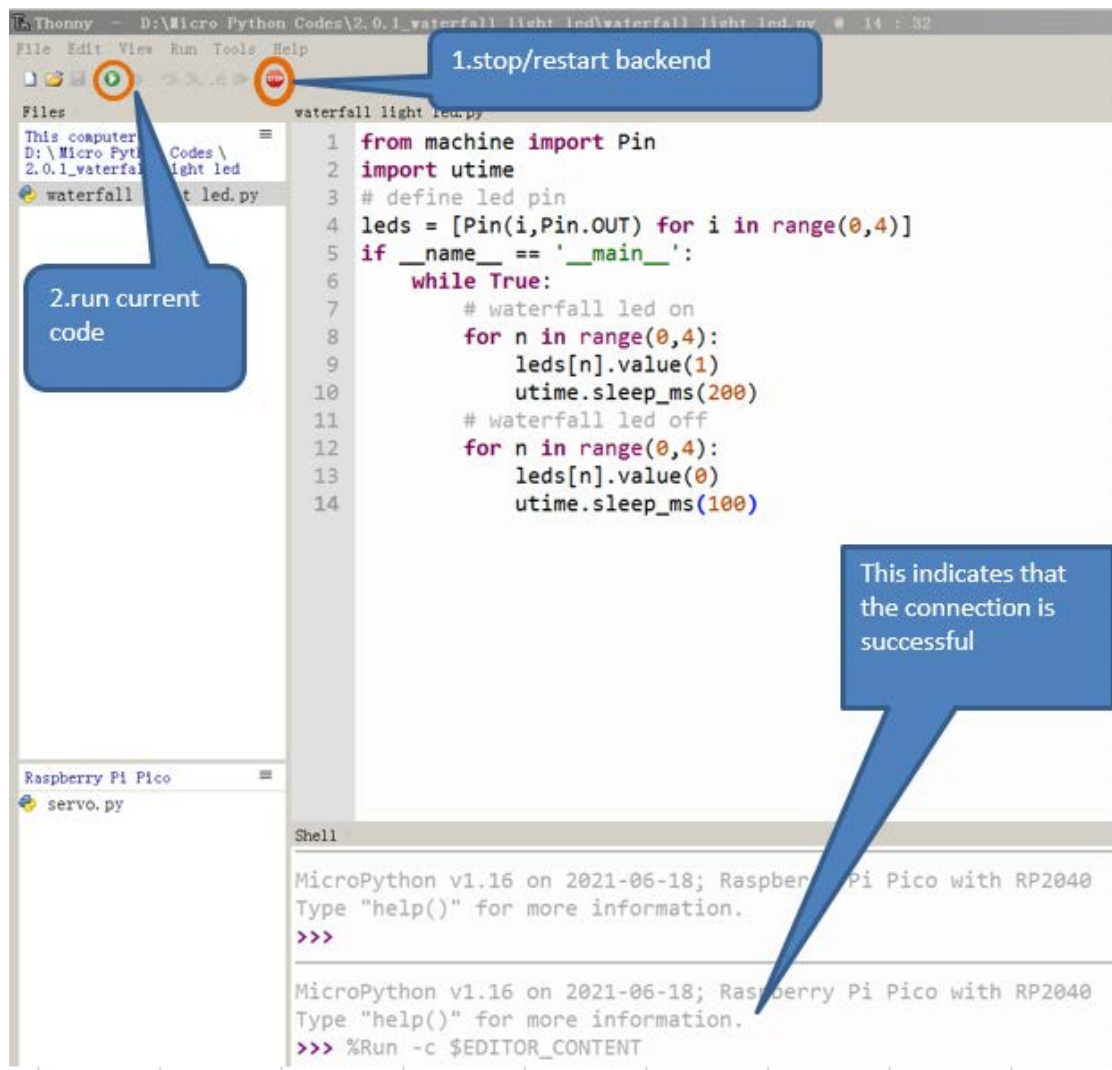 Thonny - D:\Micro Python Codes\2.0.1_waterfall light led\waterfall light led.py @ 14 : 32
File Edit View Run Tools Help
1.stop/restart backend
Files
This computer
D:\Micro Pyt Codes\
2.0.1_waterfal ight led
waterfall t led.py
2.run current
code
waterfall light led.py
1 from machine import Pin
2 import utime
3 # define led pin
4 leds = [Pin(i,Pin.OUT) for i in range(0,4)]
5 if __name__ == '__main__':
6 while True:
7 # waterfall led on
8 for n in range(0,4):
9 leds[n].value(1)
10 utime.sleep_ms(200)
11 # waterfall led off
12 for n in range(0,4):
13 leds[n].value(0)
14 utime.sleep_ms(100)
This indicates that
the connection is
successful
Raspberry Pi Pico
servo.py
Shell
MicroPython v1.16 on 2021-06-18; Raspber Pi Pico with RP2040
Type "help()" for more information.
>>>
MicroPython v1.16 on 2021-06-18; Raspberry Pi Pico with RP2040
Type "help()" for more information.
>>> %Run -c $EDITOR_CONTENT